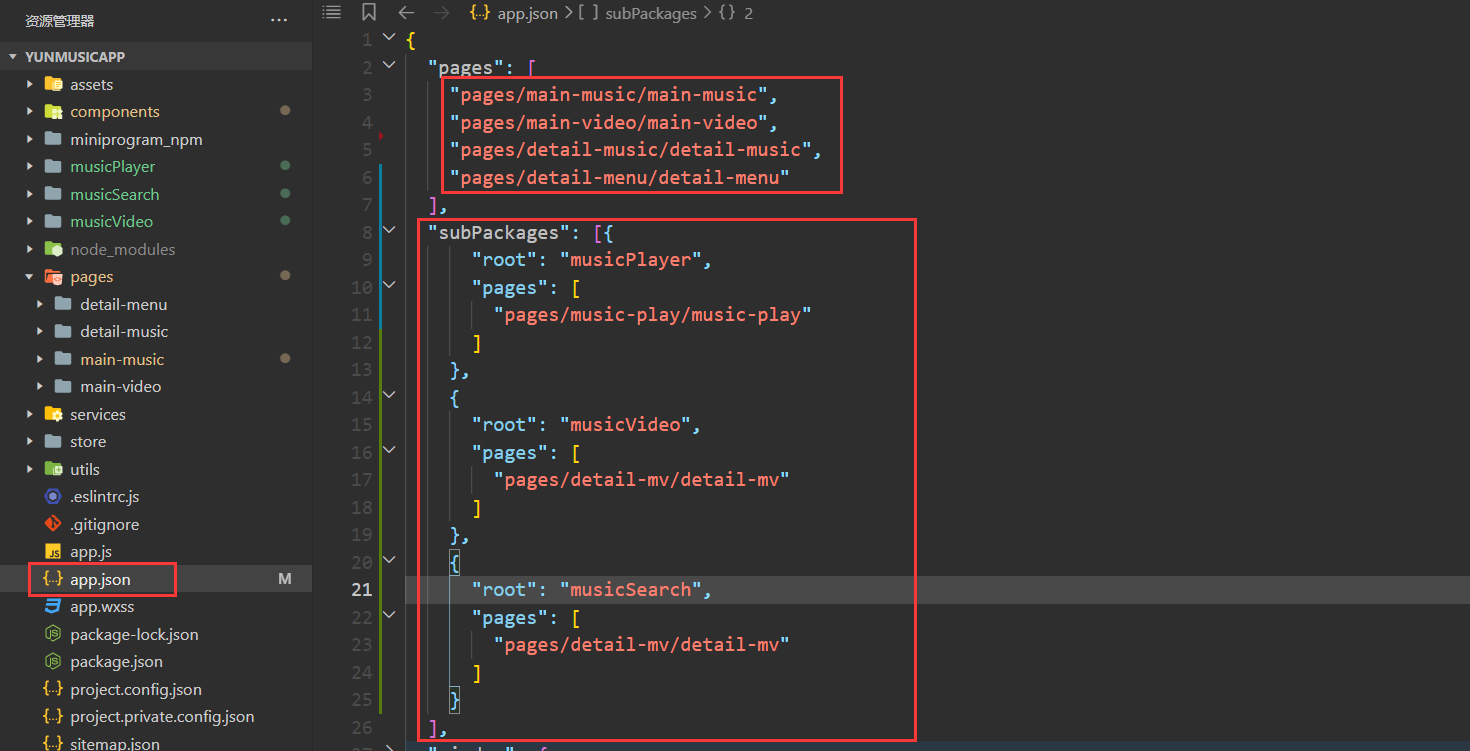 资源管理器
···
YUNMUSICAPP
assets
components
miniprogram_npm
musicPlayer
musicSearch
musicVideo
node_modules
pages
detail-menu
detail-music
main-music
main-video
services
store
utils
.eslintrc.js
.gitignore
app.js
app.json M
app.wxss
package-lock.json
package.json
project.config.json
project.private.config.json
sitemap.json
{..} app.json > [ ] subPackages > {} 2
1 {
2 "pages": [
3 "pages/main-music/main-music",
4 "pages/main-video/main-video",
5 "pages/detail-music/detail-music",
6 "pages/detail-menu/detail-menu"
7 ],
8 "subPackages": [{
9 "root": "musicPlayer",
10 "pages": [
11 "pages/music-play/music-play"
12 ]
13 },
14 {
15 "root": "musicVideo",
16 "pages": [
17 "pages/detail-mv/detail-mv"
18 ]
19 },
20 {
21 "root": "musicSearch",
22 "pages": [
23 "pages/detail-mv/detail-mv"
24 ]
25 }
26 ],